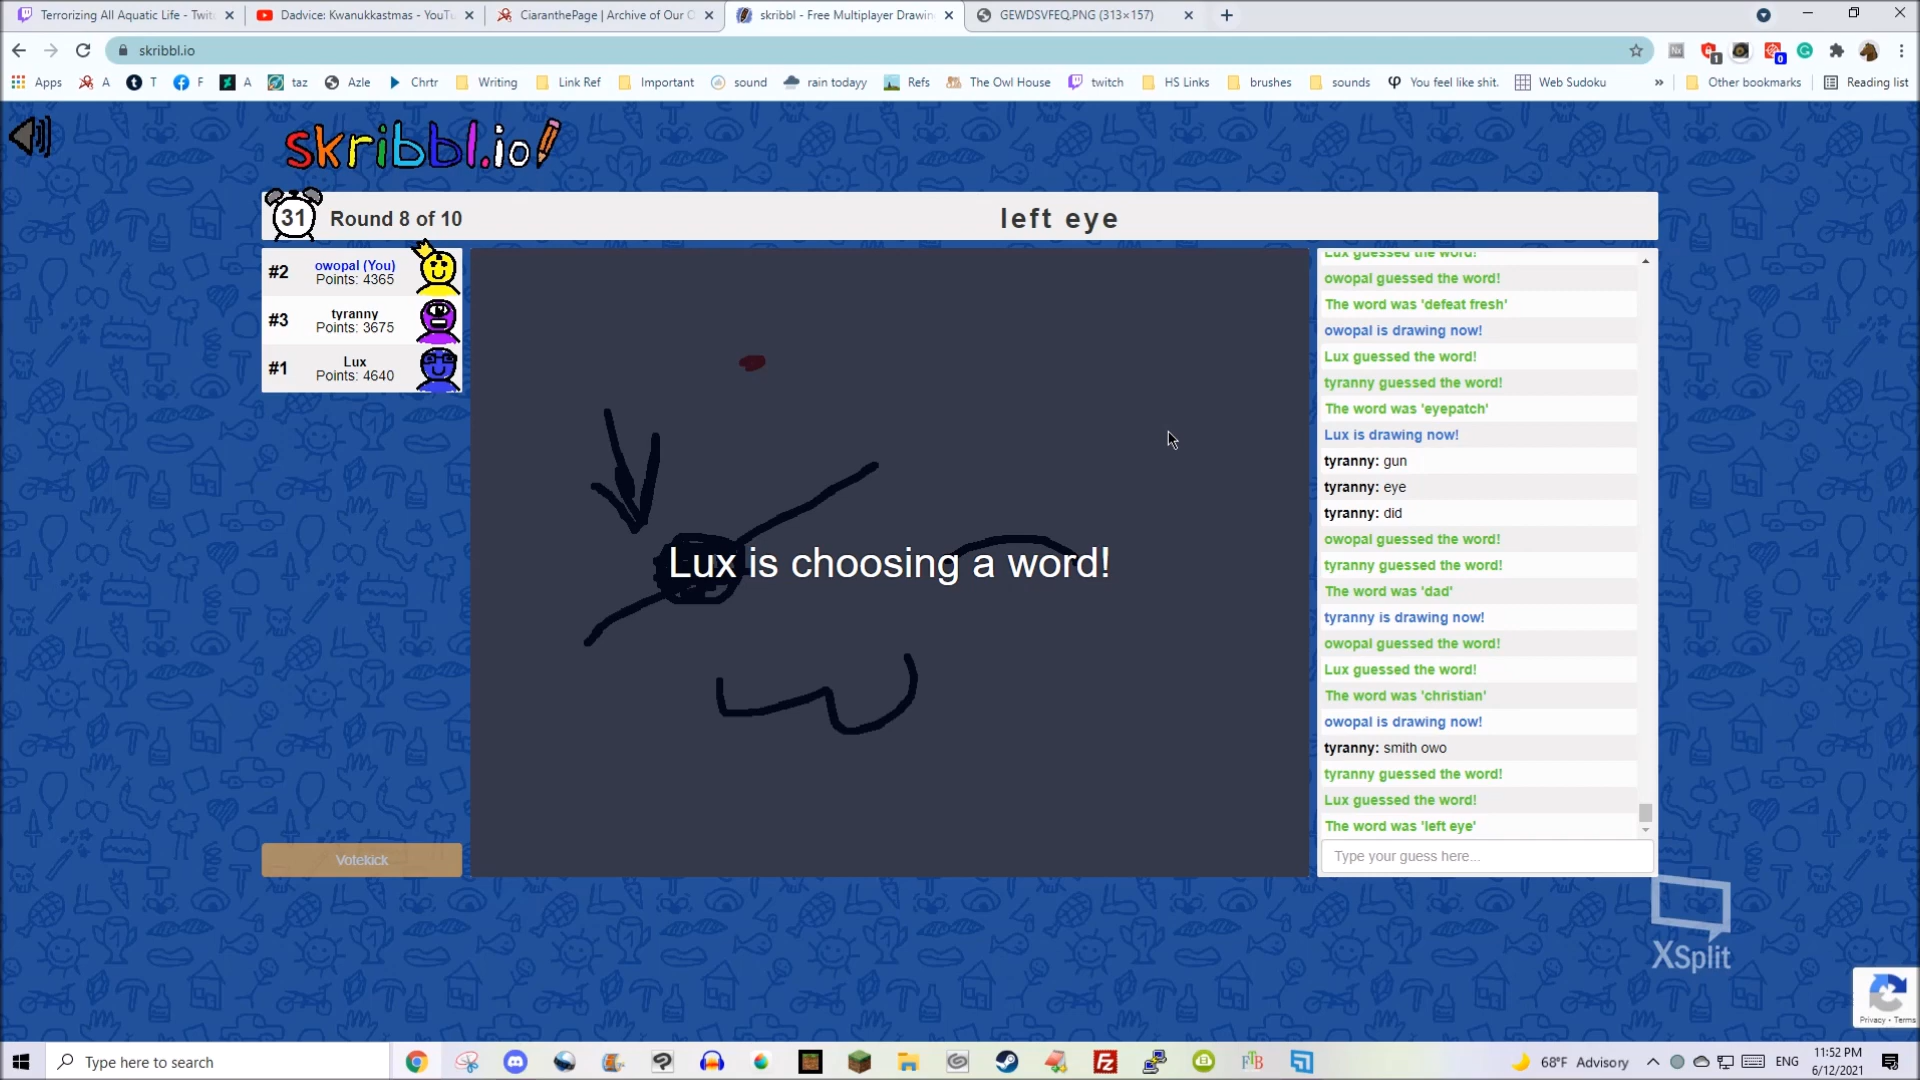 Terrorizing All Aquatic Life - Twit
Dadvice: Kwanukkastmas - YouTu
CiaranthePage | Archive of Our O
skribbl - Free Multiplayer Drawin
GEWDSVFEQ.PNG (313×157)
skribbl.io
Apps A T F A taz Azle Chrtr Writing Link Ref Important sound rain todayy Refs The Owl House twitch HS Links brushes sounds You feel like shit. Web Sudoku » Other bookmarks Reading list
skribbl.io
31 Round 8 of 10 left eye
#2 owopal (You)
Points: 4365
#3 tyranny
Points: 3675
#1 Lux
Points: 4640
Votekick
Lux is choosing a word!
Lux guessed the word!
owopal guessed the word!
The word was 'defeat fresh'
owopal is drawing now!
Lux guessed the word!
tyranny guessed the word!
The word was 'eyepatch'
Lux is drawing now!
tyranny: gun
tyranny: eye
tyranny: did
owopal guessed the word!
tyranny guessed the word!
The word was 'dad'
tyranny is drawing now!
owopal guessed the word!
Lux guessed the word!
The word was 'christian'
owopal is drawing now!
tyranny: smith owo
tyranny guessed the word!
Lux guessed the word!
The word was 'left eye'
Type your guess here...
XSplit
Privacy - Terms
Type here to search
68°F Advisory
ENG
11:52 PM
6/12/2021